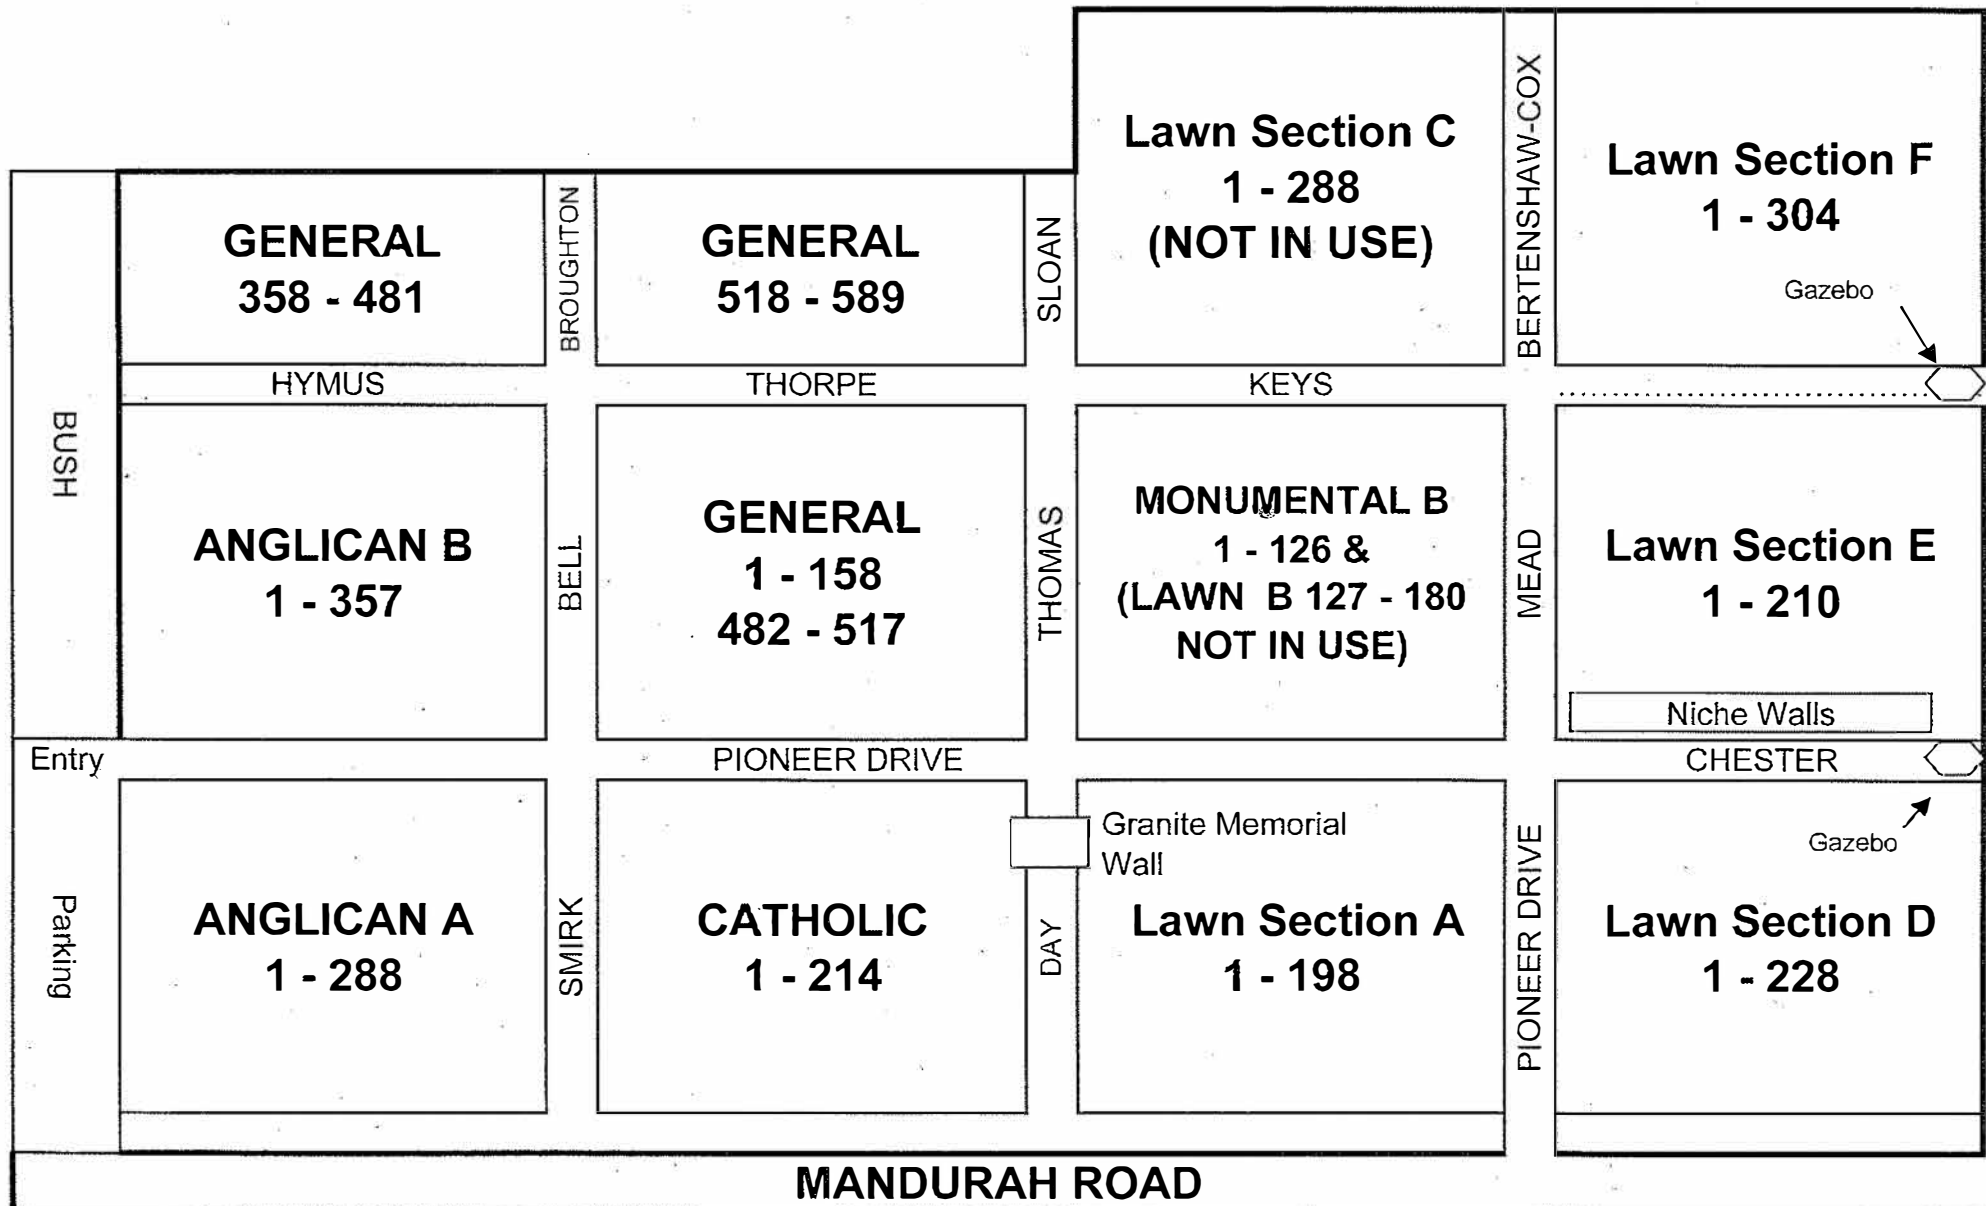 Lawn Section C
1 - 288
(NOT IN USE)
BERTENSHAW-COX
Lawn Section F
1 - 304
Gazebo
GENERAL
358 - 481
BROUGHTON
GENERAL
518 - 589
SLOAN
HYMUS
THORPE
KEYS
BUSH
ANGLICAN B
1 - 357
BELL
GENERAL
1 - 158
482 - 517
THOMAS
MONUMENTAL B
1 - 126 &
(LAWN B 127 - 180
NOT IN USE)
MEAD
Lawn Section E
1 - 210
Niche Walls
Entry
PIONEER DRIVE
CHESTER
Parking
ANGLICAN A
1 - 288
SMIRK
CATHOLIC
1 - 214
Granite Memorial
Wall
DAY
Lawn Section A
1 - 198
PIONEER DRIVE
Gazebo
Lawn Section D
1 - 228
MANDURAH ROAD